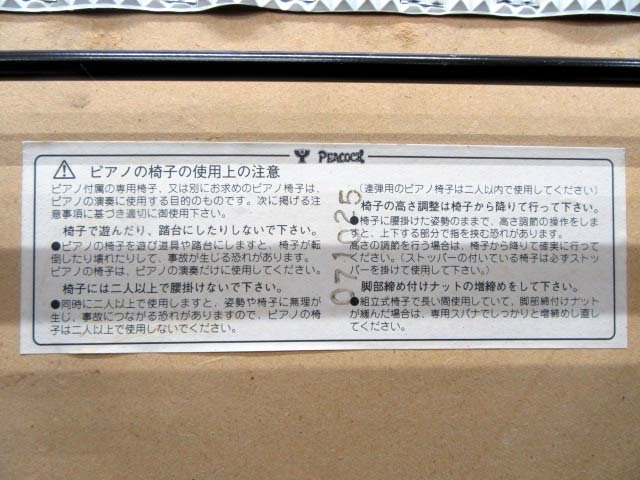 PEACOCK
⚠ ピアノの椅子の使用上の注意
ピアノ付属の専用椅子、又は別にお求めのピアノ椅子は、
ピアノの演奏に使用する目的のものです。次に掲げる注
意事項に基づき適切に御使用下さい。
椅子で遊んだり、踏台にしたりしないで下さい。
●ピアノの椅子を遊び道具や踏台にしますと、椅子が転
倒したり壊れたりして、事故が生じる恐れがあります。
ピアノの椅子は、ピアノの演奏だけに使用してください。
椅子には二人以上で腰掛けないで下さい。
●同時に二人以上で使用しますと、姿勢や椅子に無理が
生じ、事故につながる恐れがありますので、ピアノの椅
子は二人以上で使用しないでください。
(連弾用のピアノ椅子は二人以内で使用してください)
椅子の高さ調整は椅子から降りて行って下さい。
●椅子に腰掛けた姿勢のままで、高さ調節の操作をしま
すと、上下する部分で指を挟む恐れがあります。
高さの調節を行う場合は、椅子から降りて確実に行って
ください。(ストッパーの付いている椅子は必ずストッ
パーを掛けて使用して下さい。)
脚部締め付けナットの増締めをして下さい。
●組立式椅子で長い間使用していて、脚部締付けナット
が緩んだ場合は、専用スパナでしっかりと増締めし直し
てください。
071025